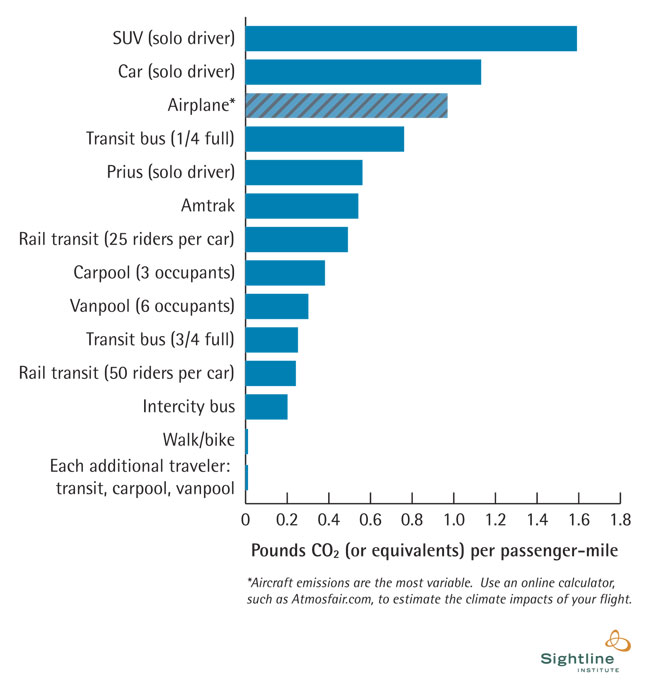 SUV (solo driver)
Car (solo driver)
Airplane*
Transit bus (1/4 full)
Prius (solo driver)
Amtrak
Rail transit (25 riders per car)
Carpool (3 occupants)
Vanpool (6 occupants)
Transit bus (3/4 full)
Rail transit (50 riders per car)
Intercity bus
Walk/bike
Each additional traveler:
transit, carpool, vanpool
0 0.2 0.4 0.6 0.8 1.0 1.2 1.4 1.6 1.8
Pounds CO₂ (or equivalents) per passenger-mile
*Aircraft emissions are the most variable. Use an online calculator,
such as Atmosfair.com, to estimate the climate impacts of your flight.
Sightline
INSTITUTE